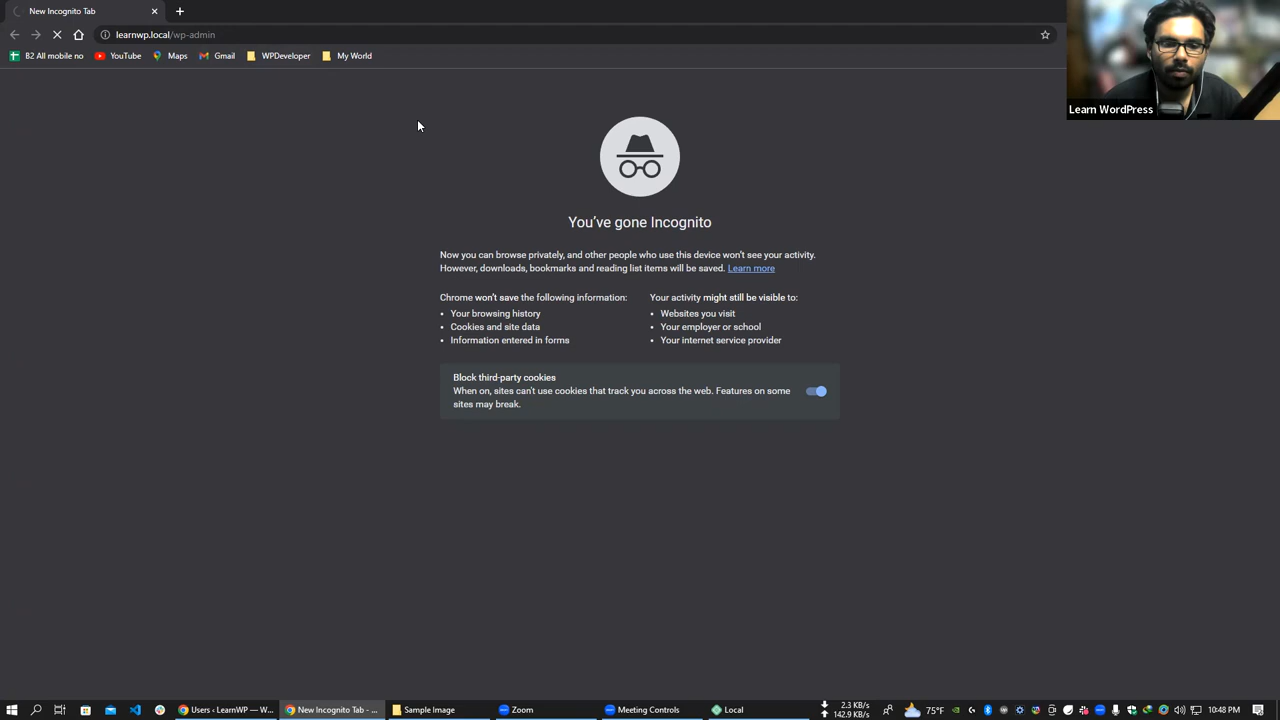 New Incognito Tab
learnwp.local/wp-admin
B2 All mobile no
YouTube
Maps
Gmail
WPDeveloper
My World
Learn WordPress
You've gone Incognito
Now you can browse privately, and other people who use this device won't see your activity.
However, downloads, bookmarks and reading list items will be saved. Learn more
Chrome won't save the following information:
• Your browsing history
• Cookies and site data
• Information entered in forms
Your activity might still be visible to:
• Websites you visit
• Your employer or school
• Your internet service provider
Block third-party cookies
When on, sites can't use cookies that track you across the web. Features on some
sites may break.
Users ‹ LearnWP — W...
New Incognito Tab - ...
Sample Image
Zoom
Meeting Controls
Local
2.3 KB/s
142.9 KB/s
75°F
10:48 PM